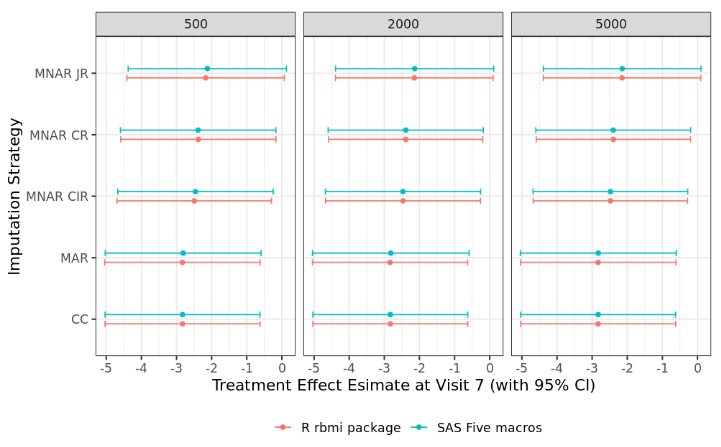 500 2000 5000
Imputation Strategy
MNAR JR
MNAR CR
MNAR CIR
MAR
CC
-5 -4 -3 -2 -1 0 -5 -4 -3 -2 -1 0 -5 -4 -3 -2 -1 0
Treatment Effect Esimate at Visit 7 (with 95% CI)
R rbmi package SAS Five macros